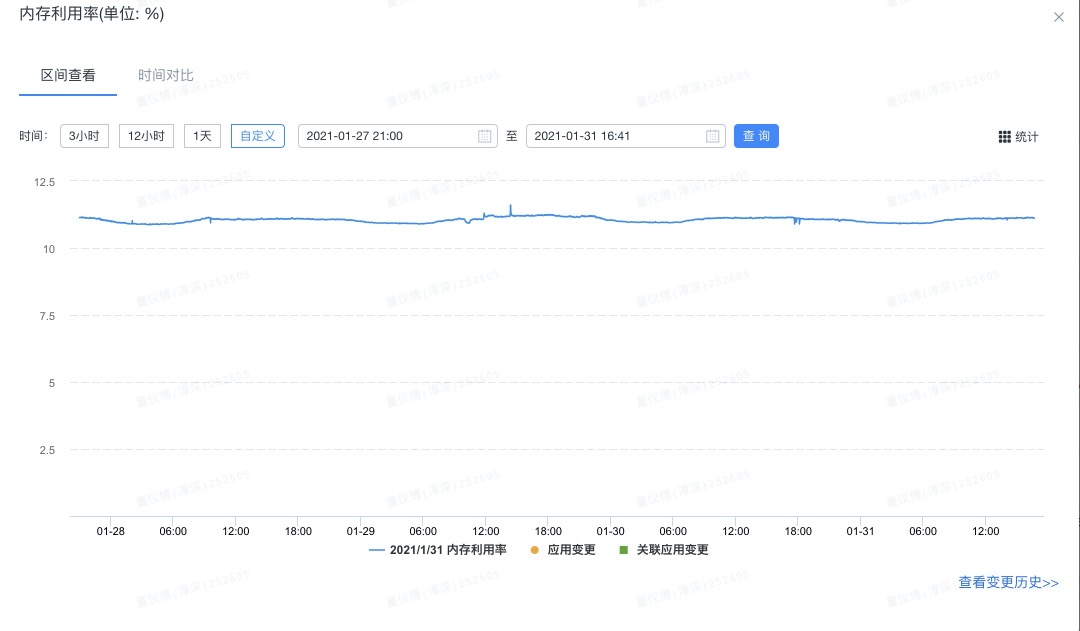 内存利用率(单位: %)
区间查看 时间对比
时间: 3小时 12小时 1天 自定义 2021-01-27 21:00 至 2021-01-31 16:41 查 询 统计
12.5
10
7.5
5
2.5
01-28 06:00 12:00 18:00 01-29 06:00 12:00 18:00 01-30 06:00 12:00 18:00 01-31 06:00 12:00
2021/1/31 内存利用率 应用变更 关联应用变更
查看变更历史>>